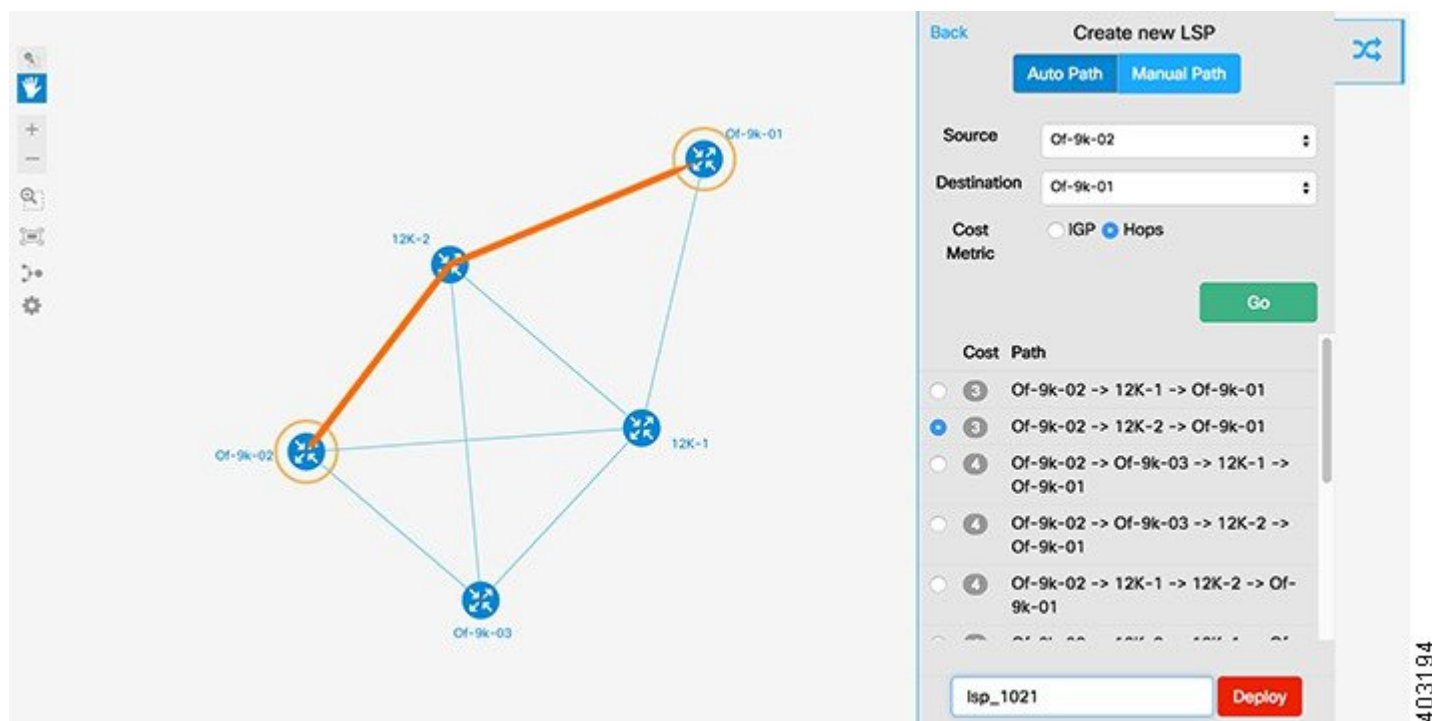 Back
Create new LSP
Auto Path
Manual Path
Source
Of-9k-02
Destination
Of-9k-01
Cost
Metric
IGP
Hops
Go
Cost Path
3 Of-9k-02 -> 12K-1 -> Of-9k-01
3 Of-9k-02 -> 12K-2 -> Of-9k-01
4 Of-9k-02 -> Of-9k-03 -> 12K-1 ->
Of-9k-01
4 Of-9k-02 -> Of-9k-03 -> 12K-2 ->
Of-9k-01
4 Of-9k-02 -> 12K-1 -> 12K-2 -> Of-
9k-01
lsp_1021
Deploy
Of-9k-01
12K-2
Of-9k-02
12K-1
Of-9k-03
403194